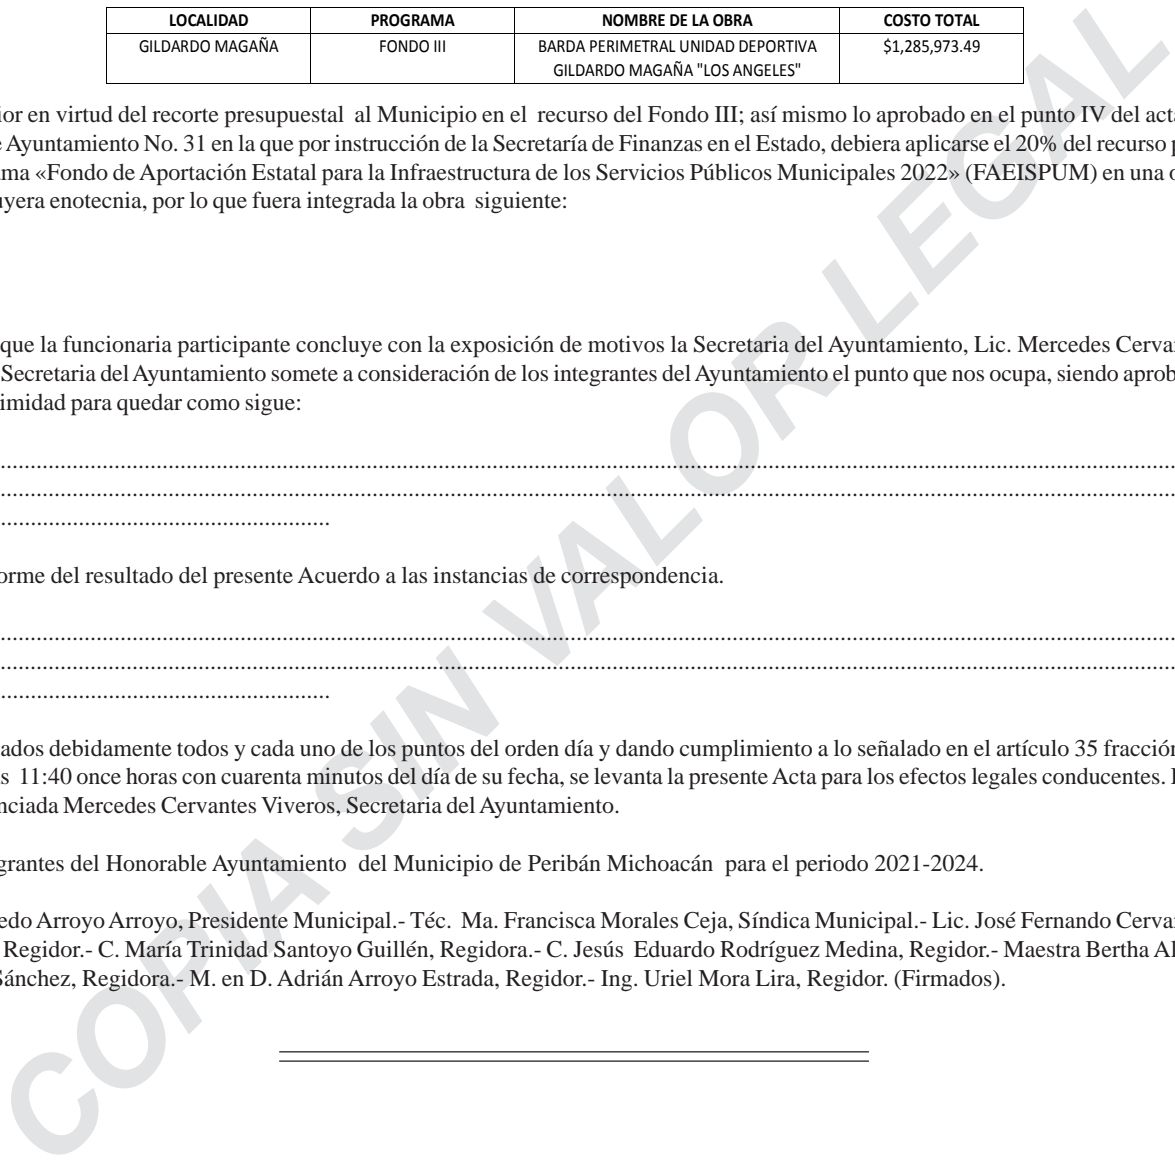 LOCALIDAD PROGRAMA NOMBRE DE LA OBRA COSTO TOTAL
GILDARDO MAGAÑA FONDO III BARDA PERIMETRAL UNIDAD DEPORTIVA $1,285,973.49
GILDARDO MAGAÑA "LOS ANGELES"
ior en virtud del recorte presupuestal al Municipio en el recurso del Fondo III; así mismo lo aprobado en el punto IV del acta
e Ayuntamiento No. 31 en la que por instrucción de la Secretaría de Finanzas en el Estado, debiera aplicarse el 20% del recurso p
ma «Fondo de Aportación Estatal para la Infraestructura de los Servicios Públicos Municipales 2022» (FAEISPUM) en una o
uyera enotecnia, por lo que fuera integrada la obra siguiente:
que la funcionaria participante concluye con la exposición de motivos la Secretaria del Ayuntamiento, Lic. Mercedes Cerva
Secretaria del Ayuntamiento somete a consideración de los integrantes del Ayuntamiento el punto que nos ocupa, siendo aprob
imidad para quedar como sigue:
orme del resultado del presente Acuerdo a las instancias de correspondencia.
ados debidamente todos y cada uno de los puntos del orden día y dando cumplimiento a lo señalado en el artículo 35 fracción
s 11:40 once horas con cuarenta minutos del día de su fecha, se levanta la presente Acta para los efectos legales conducentes.
nciada Mercedes Cervantes Viveros, Secretaria del Ayuntamiento.
grantes del Honorable Ayuntamiento del Municipio de Peribán Michoacán para el periodo 2021-2024.
edo Arroyo Arroyo, Presidente Municipal.- Téc. Ma. Francisca Morales Ceja, Síndica Municipal.- Lic. José Fernando Cerva
Regidor.- C. María Trinidad Santoyo Guillén, Regidora.- C. Jesús Eduardo Rodríguez Medina, Regidor.- Maestra Bertha Al
Sánchez, Regidora.- M. en D. Adrián Arroyo Estrada, Regidor.- Ing. Uriel Mora Lira, Regidor. (Firmados).
COPIA SIN VALOR LEGAL